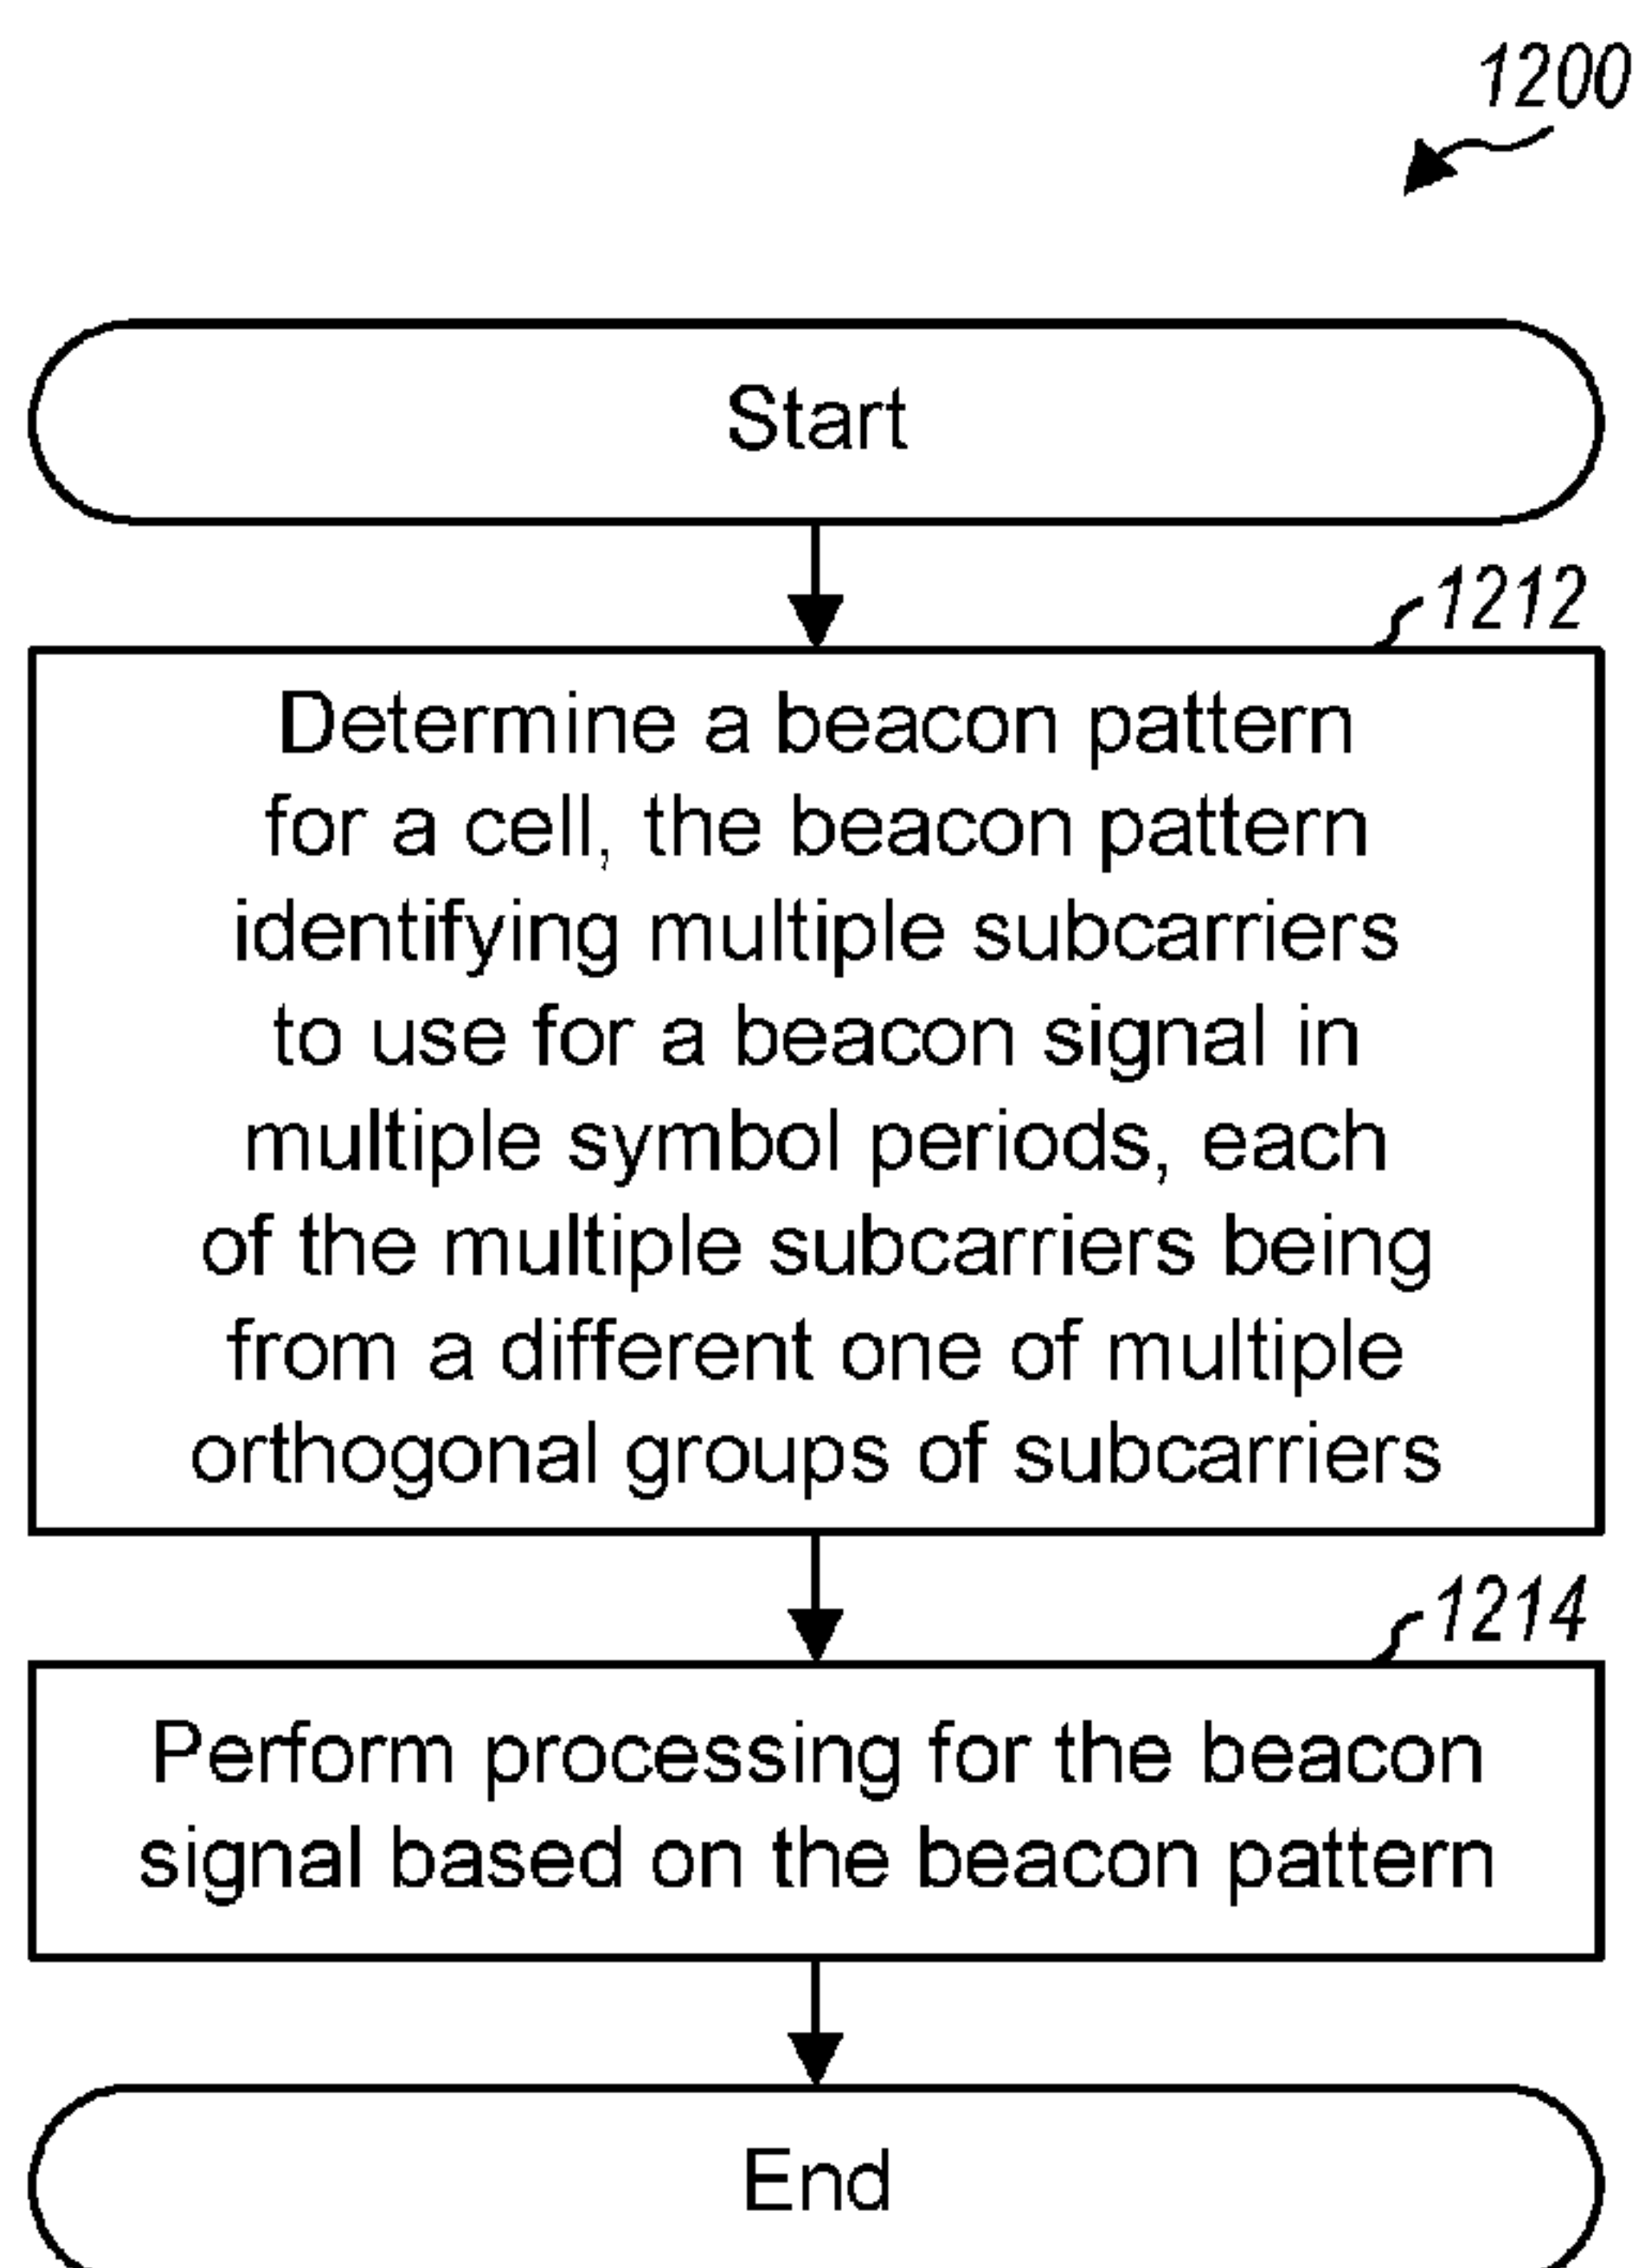 1200
Start
1212
Determine a beacon pattern
for a cell, the beacon pattern
identifying multiple subcarriers
to use for a beacon signal in
multiple symbol periods, each
of the multiple subcarriers being
from a different one of multiple
orthogonal groups of subcarriers
1214
Perform processing for the beacon
signal based on the beacon pattern
End